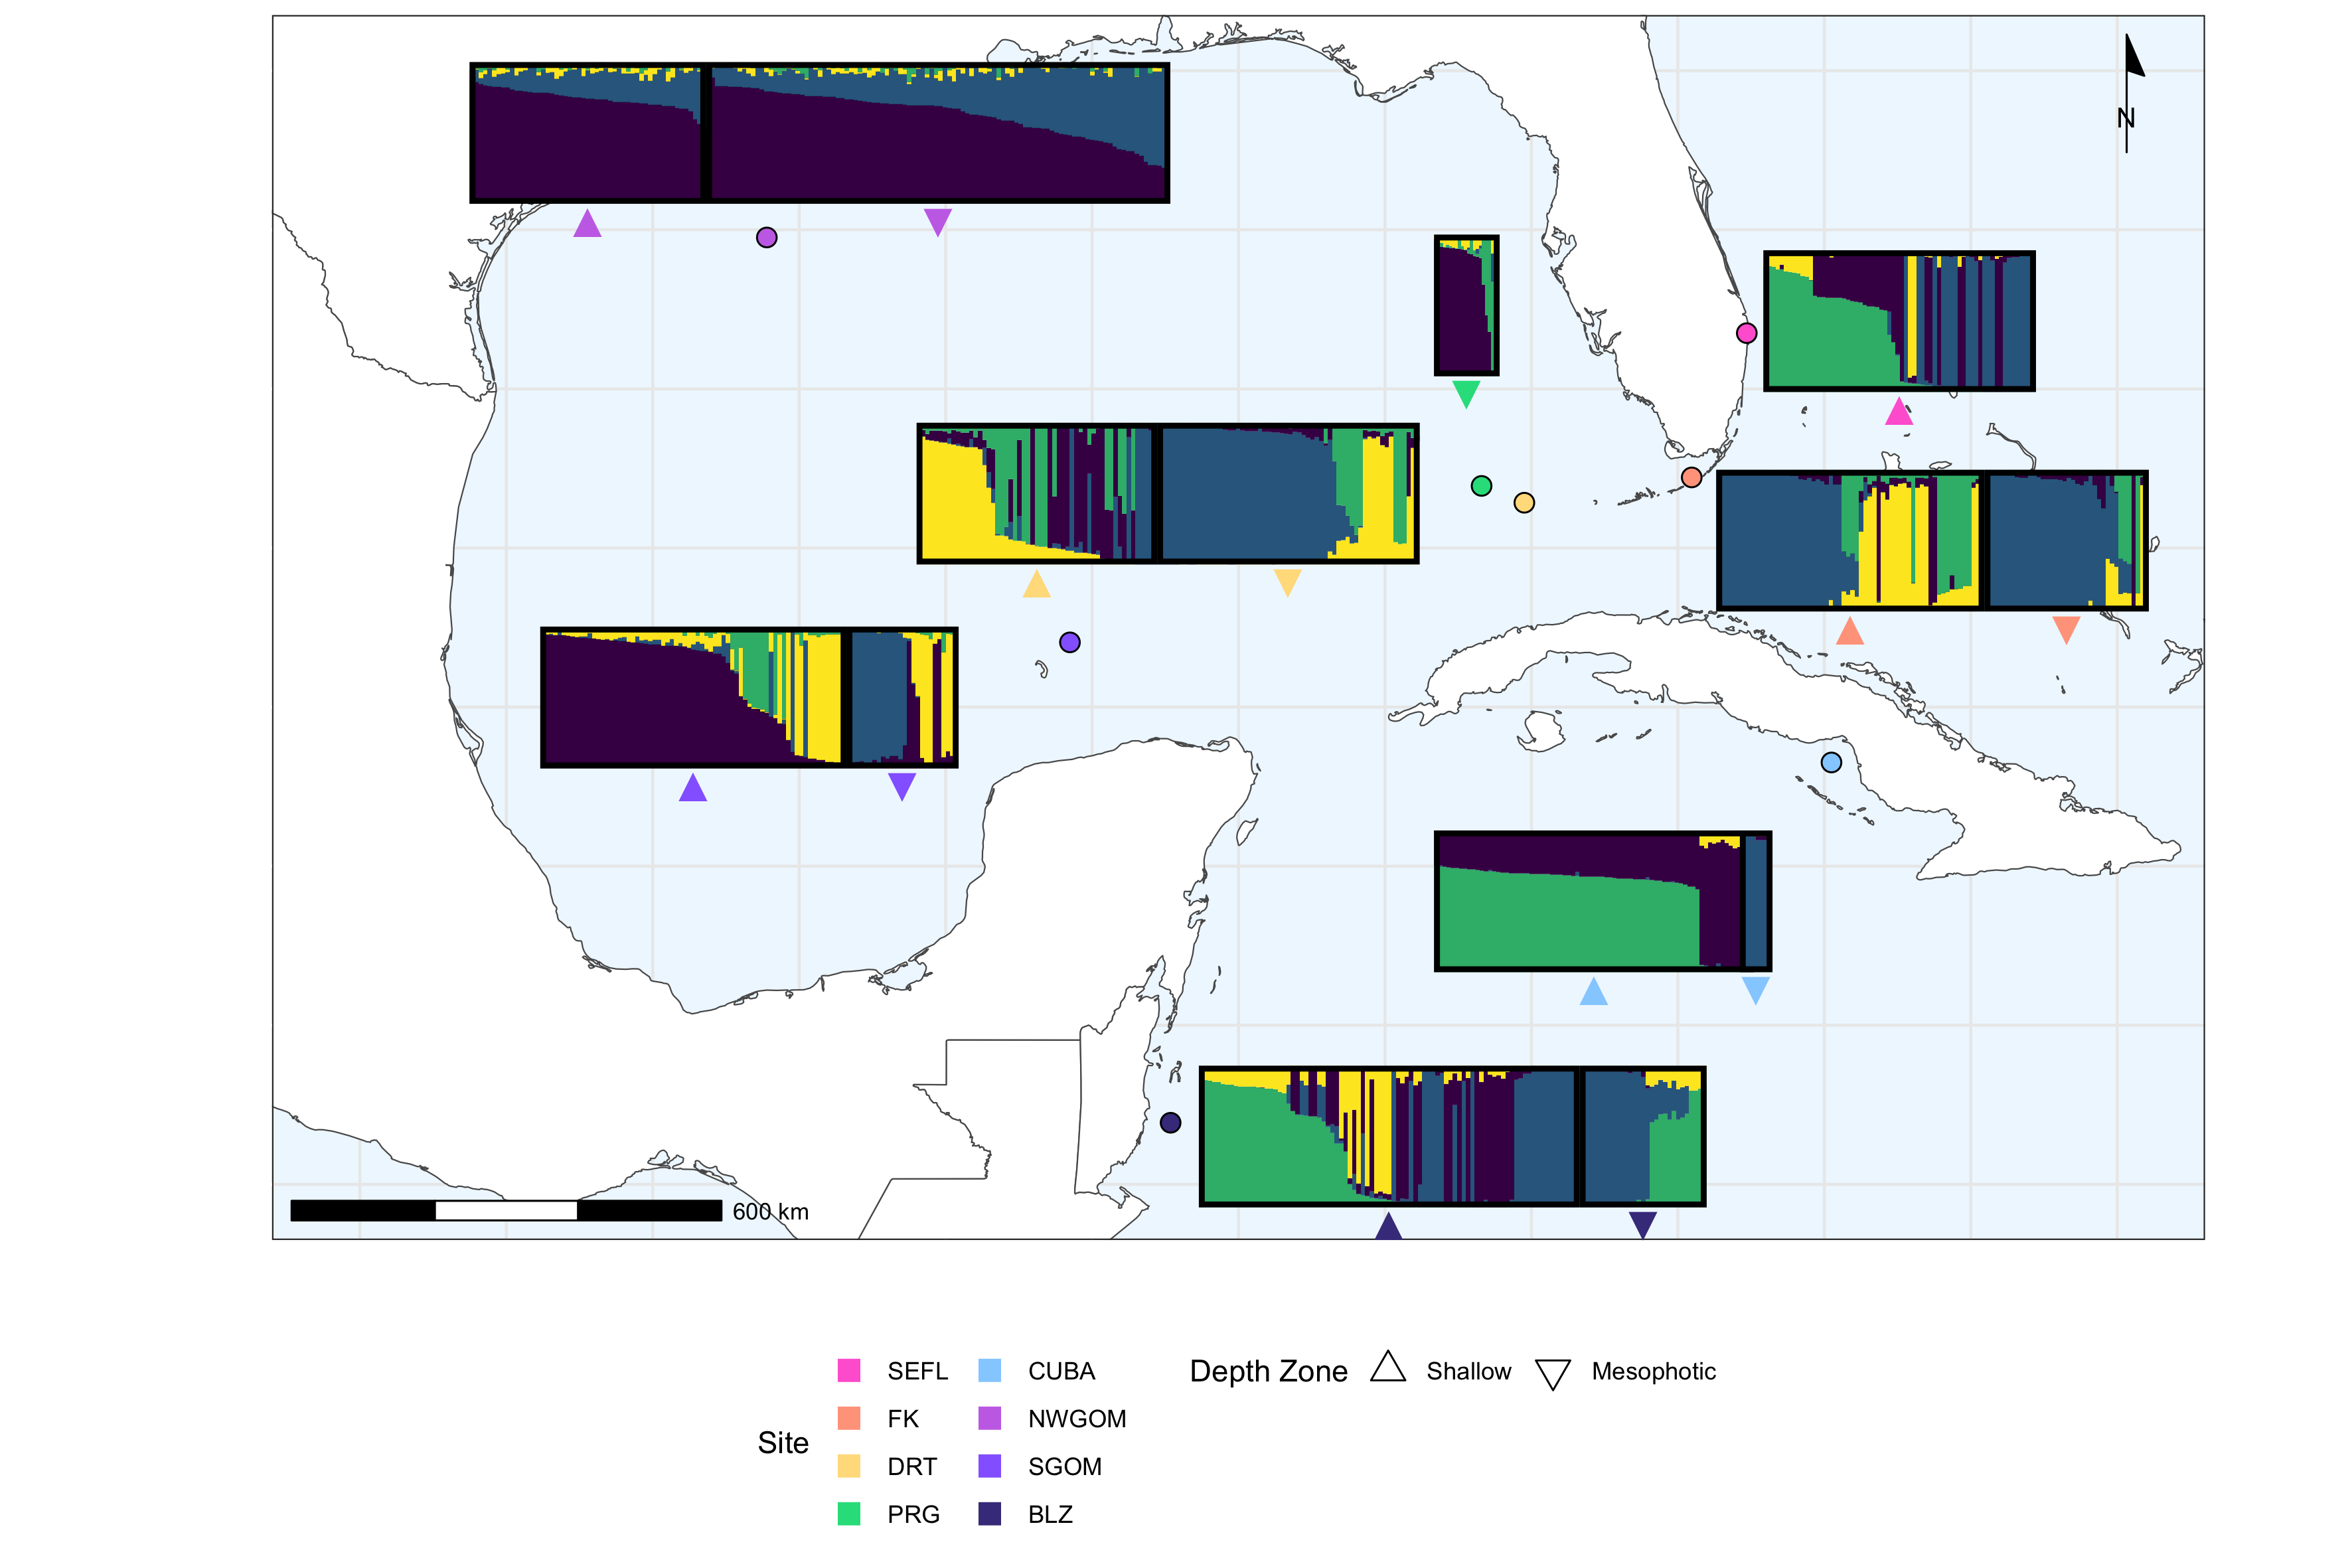 N
600 km
SEFL CUBA Depth Zone Shallow Mesophotic
FK NWGOM
Site
DRT SGOM
PRG BLZ